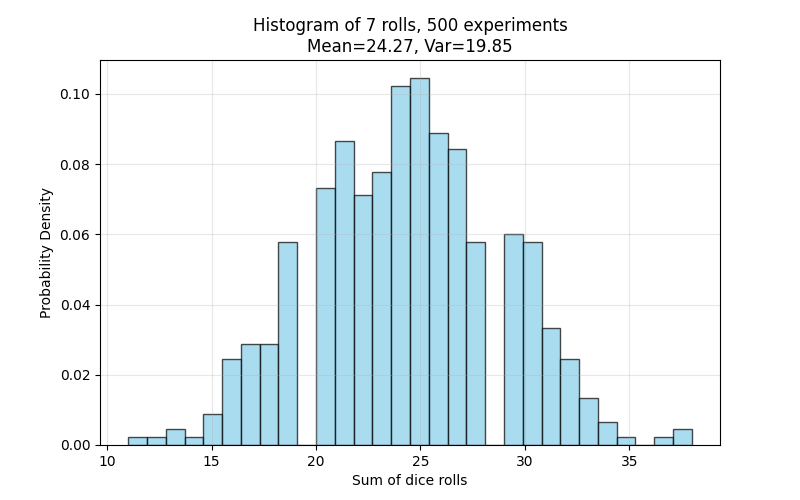 Histogram of 7 rolls, 500 experiments
Mean=24.27, Var=19.85
Probability Density
0.10
0.08
0.06
0.04
0.02
0.00
10 15 20 25 30 35
Sum of dice rolls